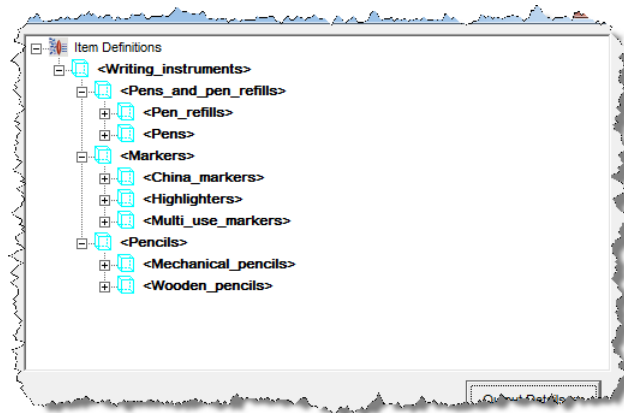 Item Definitions
<Writing_instruments>
<Pens_and_pen_refills>
<Pen_refills>
<Pens>
<Markers>
<China_markers>
<Highlighters>
<Multi_use_markers>
<Pencils>
<Mechanical_pencils>
<Wooden_pencils>